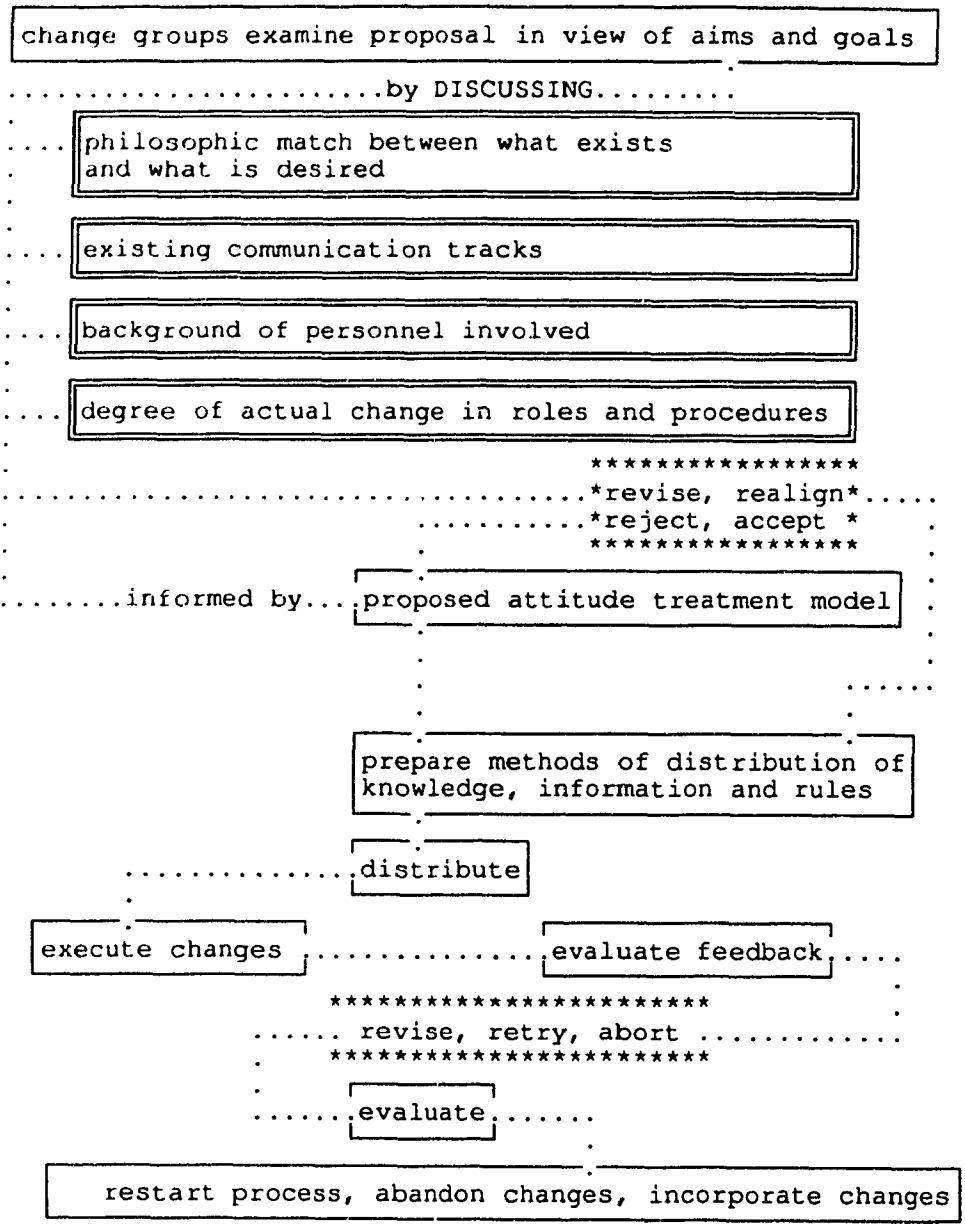 change groups examine proposal in view of aims and goals
by DISCUSSING
philosophic match between what exists
and what is desired
existing communication tracks
background of personnel involved
degree of actual change in roles and procedures
*revise, realign*
*reject, accept *
informed by
proposed attitude treatment model
prepare methods of distribution of
knowledge, information and rules
distribute
execute changes
evaluate feedback
revise, retry, abort
evaluate
restart process, abandon changes, incorporate changes